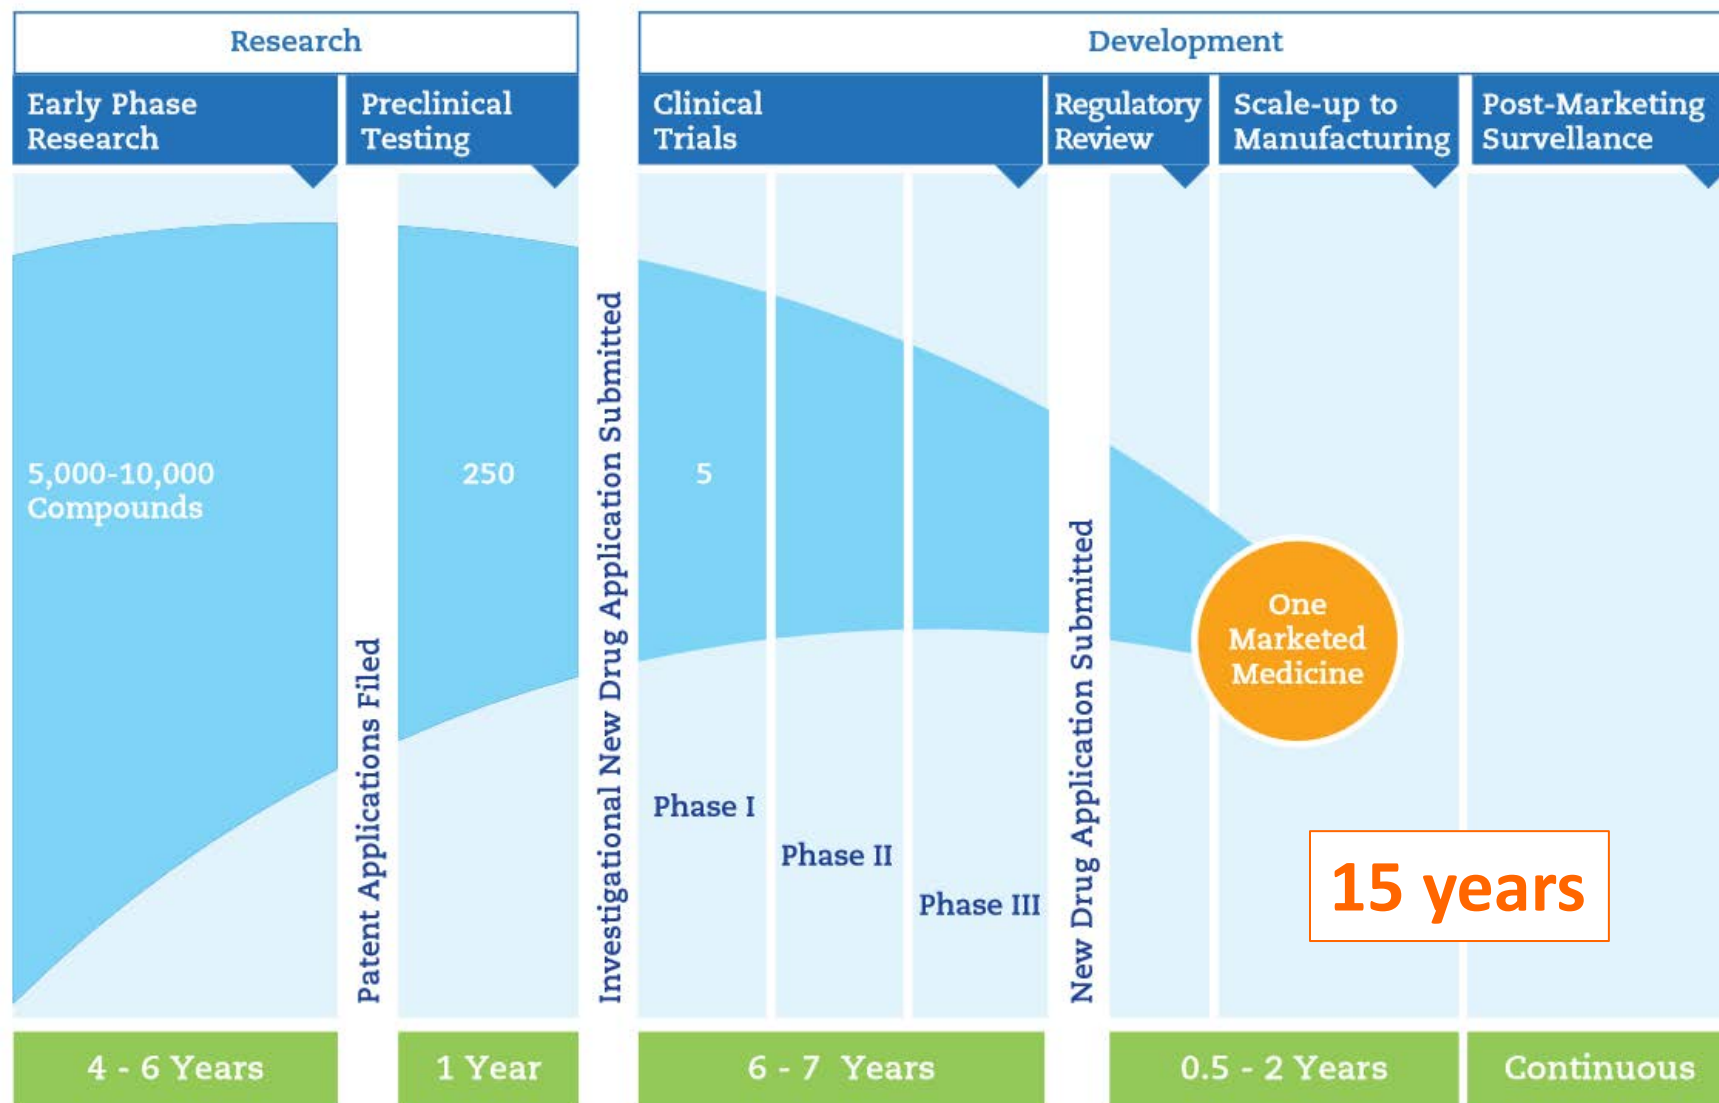 Research
Development
Early Phase
Research
Preclinical
Testing
Clinical
Trials
Regulatory
Review
Scale-up to
Manufacturing
Post-Marketing
Survellance
5,000-10,000
Compounds
Patent Applications Filed
250
Investigational New Drug Application Submitted
5
Phase I
Phase II
Phase III
New Drug Application Submitted
One
Marketed
Medicine
15 years
4 - 6 Years
1 Year
6 - 7 Years
0.5 - 2 Years
Continuous